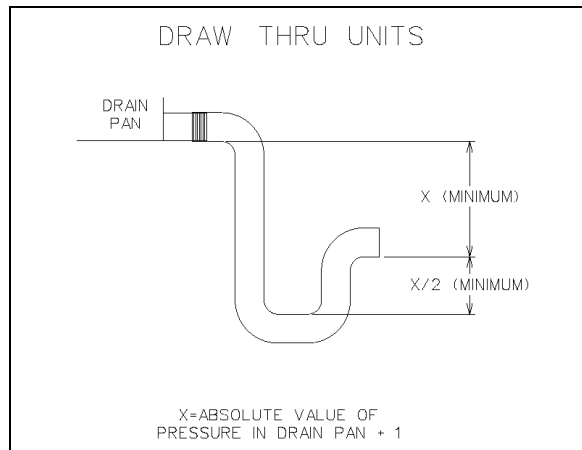 DRAW THRU UNITS
DRAIN
PAN
X (MINIMUM)
X/2 (MINIMUM)
X=ABSOLUTE VALUE OF
PRESSURE IN DRAIN PAN + 1